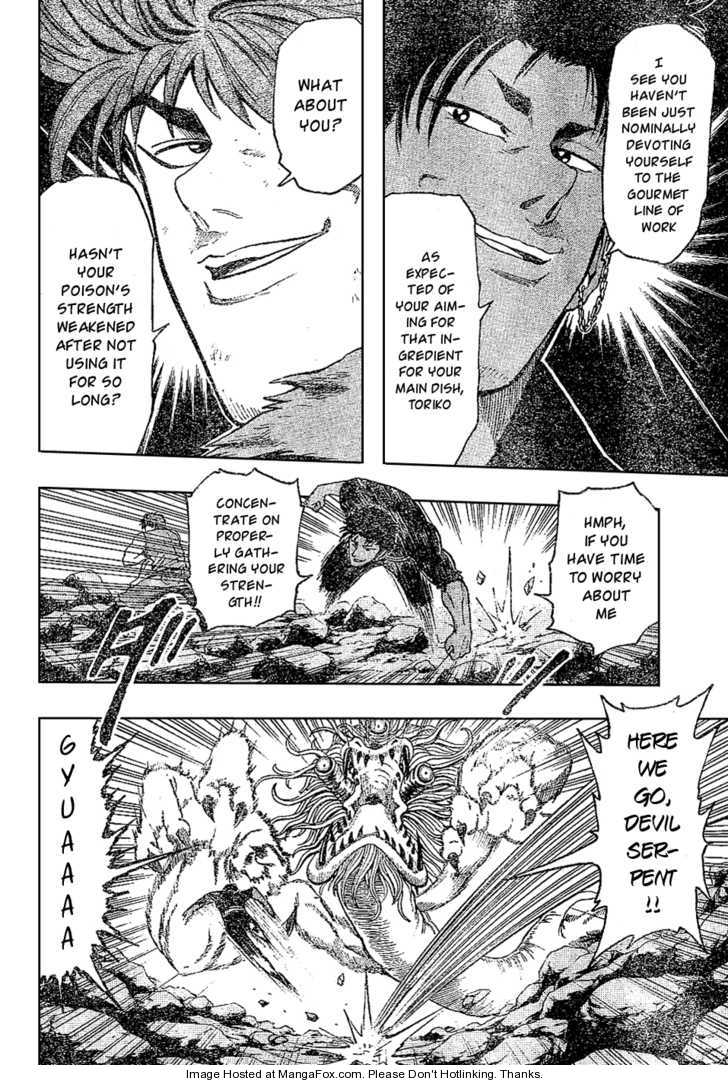 I
SEE YOU
HAVEN'T
BEEN JUST
NOMINALLY
DEVOTING
YOURSELF
TO THE
GOURMET
LINE OF
WORK
AS
EXPEC-
TED OF
YOUR AIM-
ING FOR
THAT IN-
GREDIENT
FOR YOUR
MAIN DISH,
TORIKO
WHAT
ABOUT
YOU?
HASN'T
YOUR
POISON'S
STRENGTH
WEAKENED
AFTER NOT
USING IT
FOR SO
LONG?
HMPH,
IF YOU
HAVE TIME
TO WORRY
ABOUT
ME
CONCEN-
TRATE ON
PROPER-
LY GATH-
ERING YOUR
STREN-
GTH!!
HERE
WE
GO,
DEVIL
SER-
PENT
!!
GYUAAAAA
Image Hosted at MangaFox.com. Please Don't Hotlinking. Thanks.